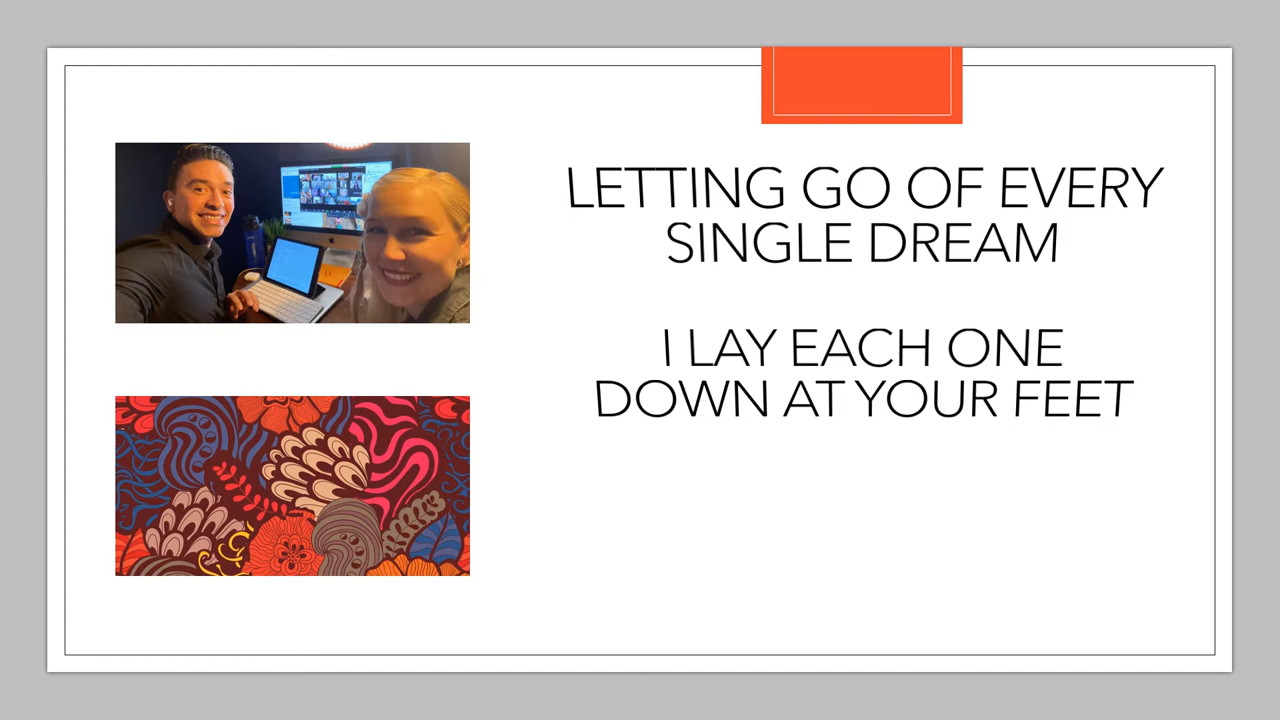 LETTING GO OF EVERY
SINGLE DREAM
I LAY EACH ONE
DOWN AT YOUR FEET